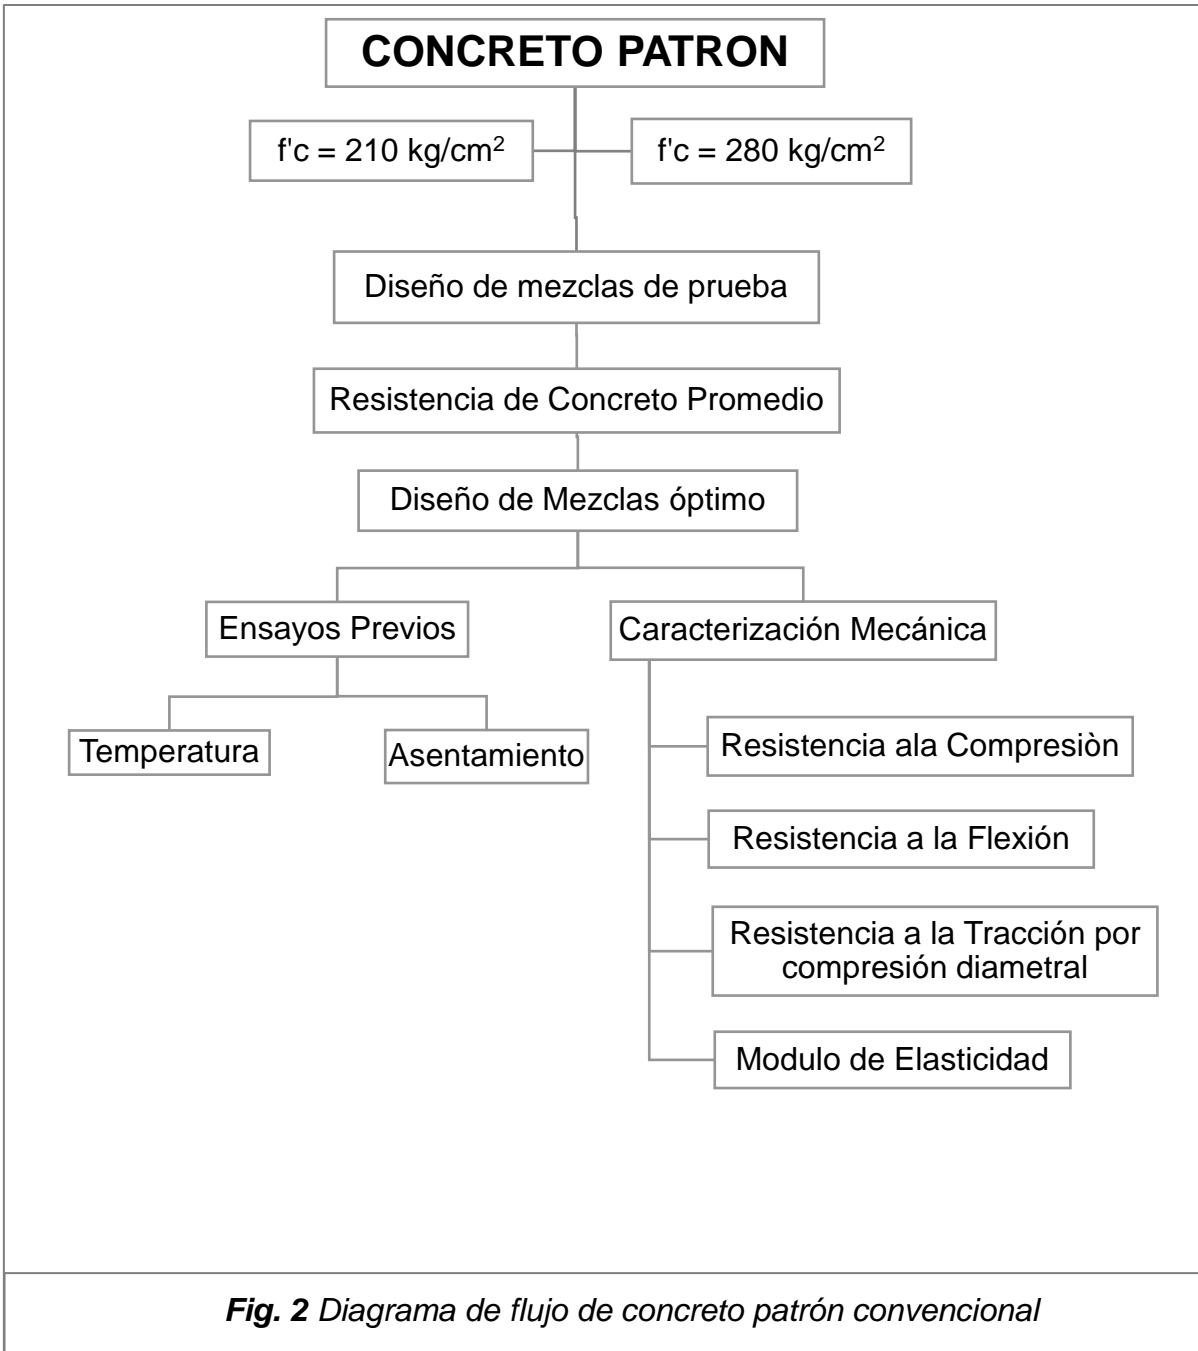 CONCRETO PATRON
f'c = 210 kg/cm²
f'c = 280 kg/cm²
Diseño de mezclas de prueba
Resistencia de Concreto Promedio
Diseño de Mezclas óptimo
Ensayos Previos
Caracterización Mecánica
Temperatura
Asentamiento
Resistencia ala Compresiòn
Resistencia a la Flexión
Resistencia a la Tracción por
compresión diametral
Modulo de Elasticidad
Fig. 2 Diagrama de flujo de concreto patrón convencional